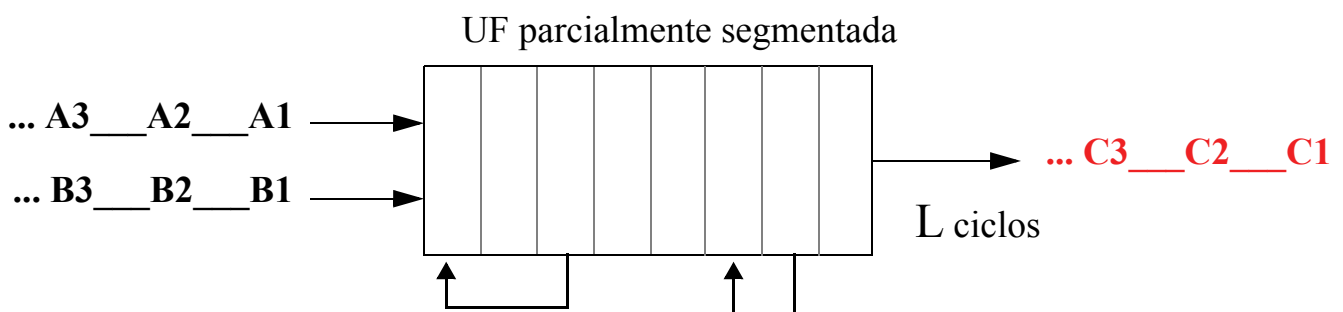 UF parcialmente segmentada
... A3___A2___A1
... B3___B2___B1
... C3___C2___C1
L ciclos